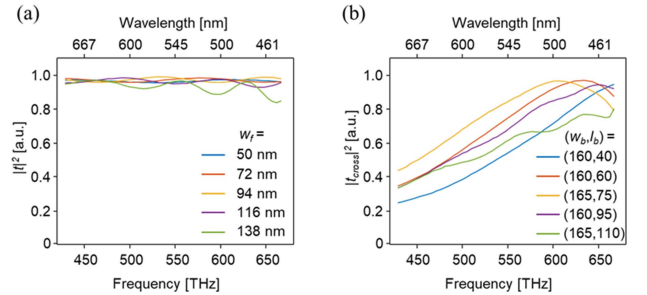 (a)
Wavelength [nm]
667 600 545 500 461
1.0
0.8
0.6
0.4
0.2
0
|t|² [a.u.]
w_f =
50 nm
72 nm
94 nm
116 nm
138 nm
450 500 550 600 650
Frequency [THz]
(b)
Wavelength [nm]
667 600 545 500 461
1.0
0.8
0.6
0.4
0.2
0
|t_cross|² [a.u.]
(w_b,l_b) =
(160,40)
(160,60)
(165,75)
(160,95)
(165,110)
450 500 550 600 650
Frequency [THz]